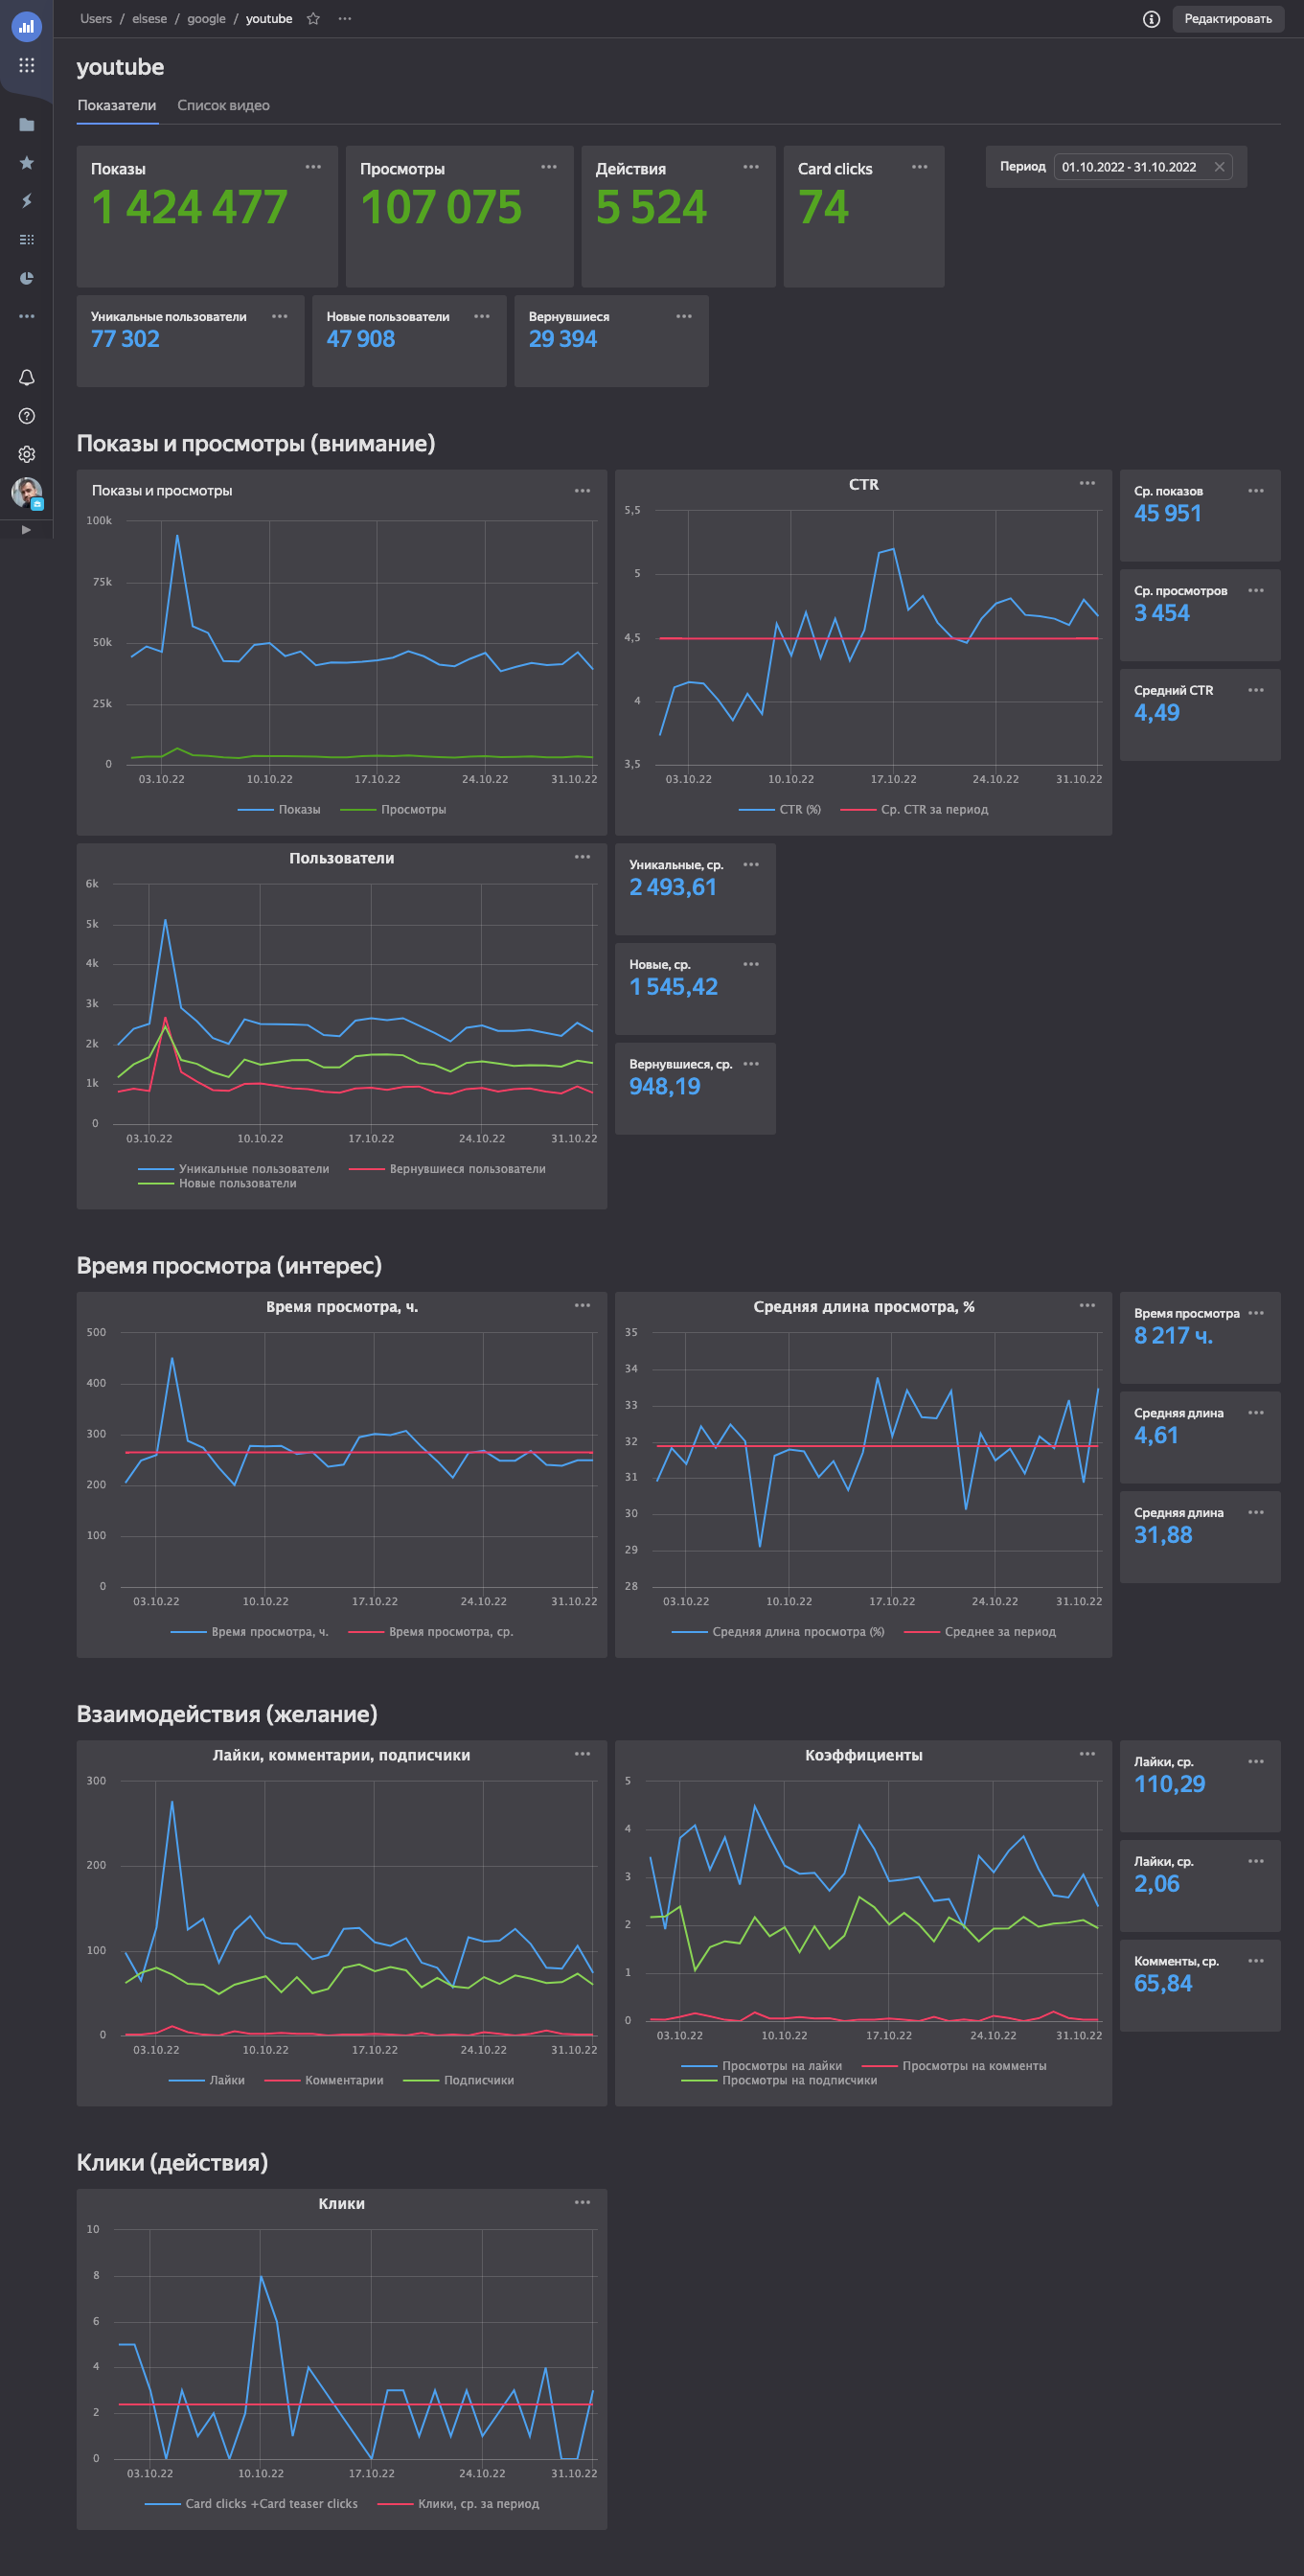 Users / elsese / google / youtube
Редактировать
youtube
Показатели Список видео
Показы
1 424 477
Просмотры
107 075
Действия
5 524
Card clicks
74
Период 01.10.2022 - 31.10.2022
Уникальные пользователи
77 302
Новые пользователи
47 908
Вернувшиеся
29 394
Показы и просмотры (внимание)
Показы и просмотры
100k
75k
50k
25k
0
03.10.22 10.10.22 17.10.22 24.10.22 31.10.22
Показы Просмотры
CTR
5,5
5
4,5
4
3,5
03.10.22 10.10.22 17.10.22 24.10.22 31.10.22
CTR (%) Ср. CTR за период
Ср. показов
45 951
Ср. просмотров
3 454
Средний CTR
4,49
Пользователи
6k
5k
4k
3k
2k
1k
0
03.10.22 10.10.22 17.10.22 24.10.22 31.10.22
Уникальные пользователи Вернувшиеся пользователи
Новые пользователи
Уникальные, ср.
2 493,61
Новые, ср.
1 545,42
Вернувшиеся, ср.
948,19
Время просмотра (интерес)
Время просмотра, ч.
500
400
300
200
100
0
03.10.22 10.10.22 17.10.22 24.10.22 31.10.22
Время просмотра, ч. Время просмотра, ср.
Средняя длина просмотра, %
35
34
33
32
31
30
29
28
03.10.22 10.10.22 17.10.22 24.10.22 31.10.22
Средняя длина просмотра (%) Среднее за период
Время просмотра
8 217 ч.
Средняя длина
4,61
Средняя длина
31,88
Взаимодействия (желание)
Лайки, комментарии, подписчики
300
200
100
0
03.10.22 10.10.22 17.10.22 24.10.22 31.10.22
Лайки Комментарии Подписчики
Коэффициенты
5
4
3
2
1
0
03.10.22 10.10.22 17.10.22 24.10.22 31.10.22
Просмотры на лайки Просмотры на комменты
Просмотры на подписчики
Лайки, ср.
110,29
Лайки, ср.
2,06
Комменты, ср.
65,84
Клики (действия)
Клики
10
8
6
4
2
0
03.10.22 10.10.22 17.10.22 24.10.22 31.10.22
Card clicks +Card teaser clicks Клики, ср. за период